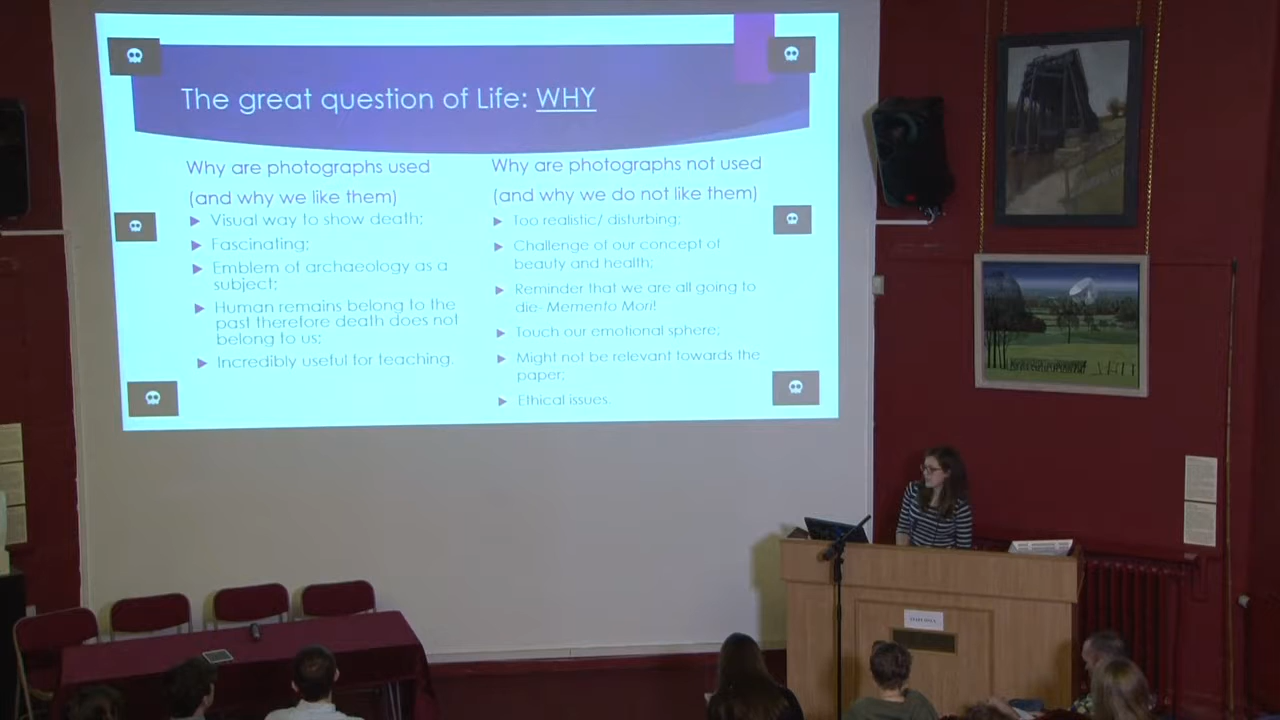 The great question of Life: WHY
Why are photographs used
(and why we like them)
Visual way to show death;
Fascinating;
Emblem of archaeology as a
subject;
Human remains belong to the
past therefore death does not
belong to us;
Incredibly useful for teaching.
Why are photographs not used
(and why we do not like them)
Too realistic/ disturbing;
Challenge of our concept of
beauty and health;
Reminder that we are all going to
die- Memento Mori!
Touch our emotional sphere;
Might not be relevant towards the
paper;
Ethical issues.